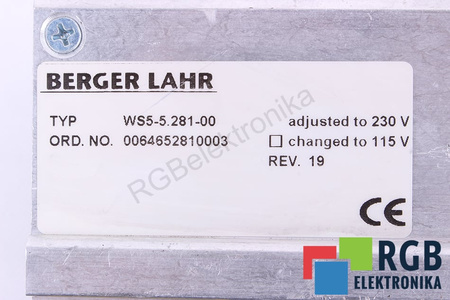 BERGER LAHR
TYP WS5-5.281-00 adjusted to 230 V
ORD. NO. 0064652810003 ☐ changed to 115 V
REV. 19
CE
RGBelektronika
RGB
ELEKTRONIKA